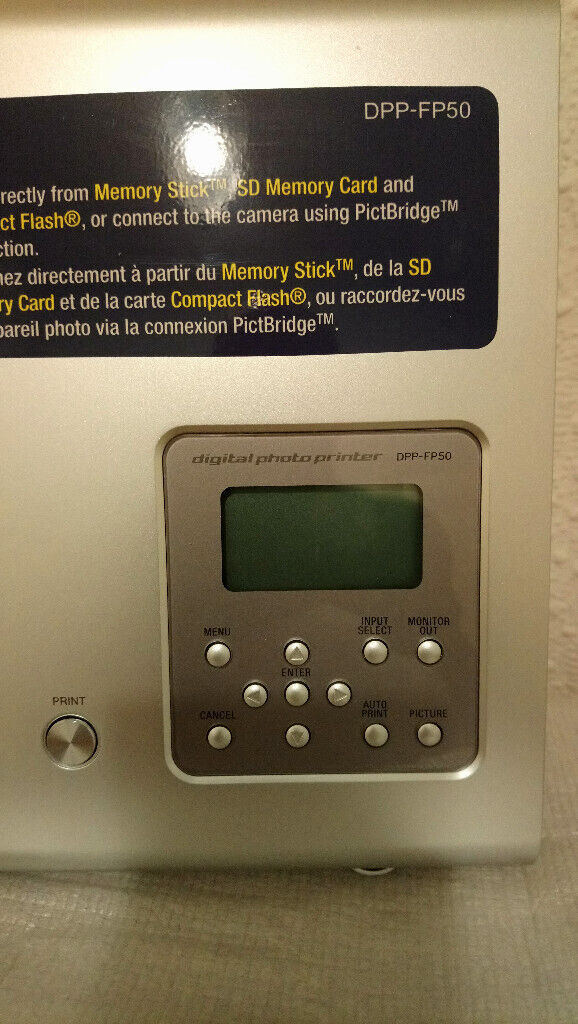 DPP-FP50
rectly from Memory Stick™, SD Memory Card and
ct Flash®, or connect to the camera using PictBridge™
ction.
nez directement à partir du Memory Stick™, de la SD
ry Card et de la carte Compact Flash®, ou raccordez-vous
pareil photo via la connexion PictBridge™.
digital photo printer DPP-FP50
MENU
INPUT SELECT
MONITOR OUT
ENTER
PRINT
CANCEL
AUTO PRINT
PICTURE